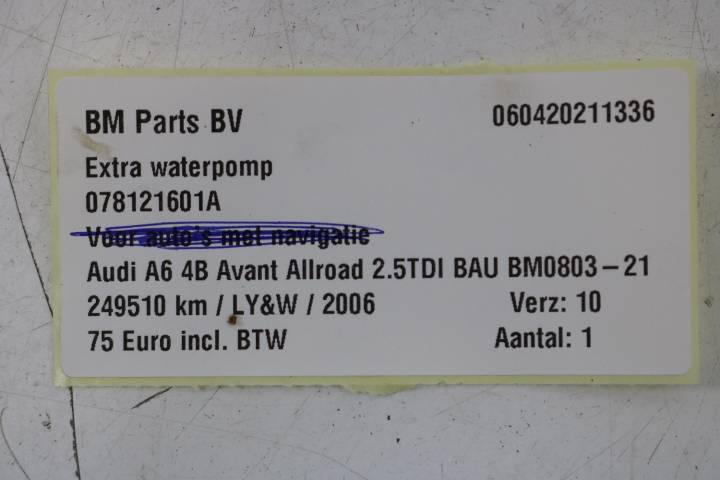 BM Parts BV 060420211336
Extra waterpomp
078121601A
Voor auto's met navigatie
Audi A6 4B Avant Allroad 2.5TDI BAU BM0803-21
249510 km / LY&W / 2006 Verz: 10
75 Euro incl. BTW Aantal: 1